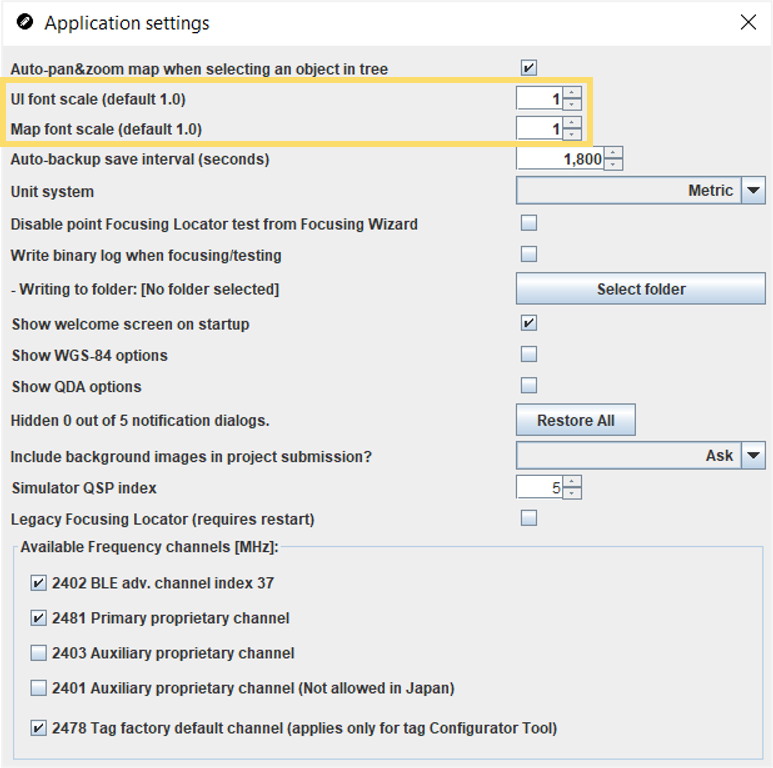 Application settings
Auto-pan&zoom map when selecting an object in tree
UI font scale (default 1.0) 1
Map font scale (default 1.0) 1
Auto-backup save interval (seconds) 1,800
Unit system Metric
Disable point Focusing Locator test from Focusing Wizard
Write binary log when focusing/testing
- Writing to folder: [No folder selected] Select folder
Show welcome screen on startup
Show WGS-84 options
Show QDA options
Hidden 0 out of 5 notification dialogs. Restore All
Include background images in project submission? Ask
Simulator QSP index 5
Legacy Focusing Locator (requires restart)
Available Frequency channels [MHz]:
2402 BLE adv. channel index 37
2481 Primary proprietary channel
2403 Auxiliary proprietary channel
2401 Auxiliary proprietary channel (Not allowed in Japan)
2478 Tag factory default channel (applies only for tag Configurator Tool)